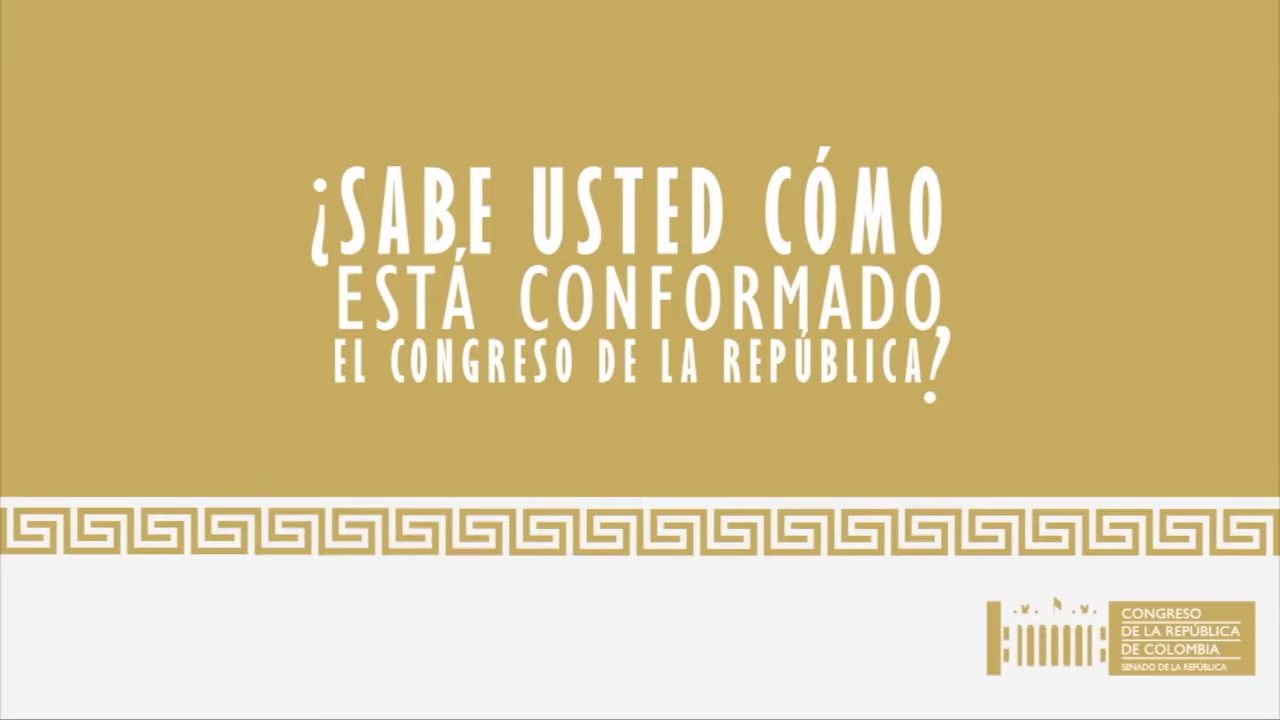 ¿SABE USTED CÓMO
ESTÁ CONFORMADO
EL CONGRESO DE LA REPÚBLICA?
CONGRESO
DE LA REPÚBLICA
DE COLOMBIA
SENADO DE LA REPÚBLICA